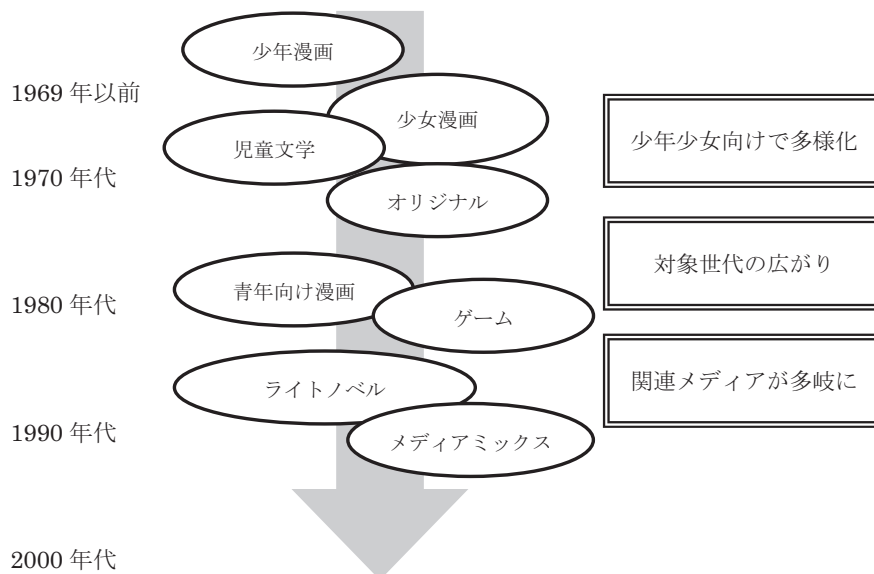 少年漫画
1969 年以前
少女漫画
児童文学
少年少女向けで多様化
1970 年代
オリジナル
対象世代の広がり
青年向け漫画
1980 年代
ゲーム
ライトノベル
関連メディアが多岐に
1990 年代
メディアミックス
2000 年代